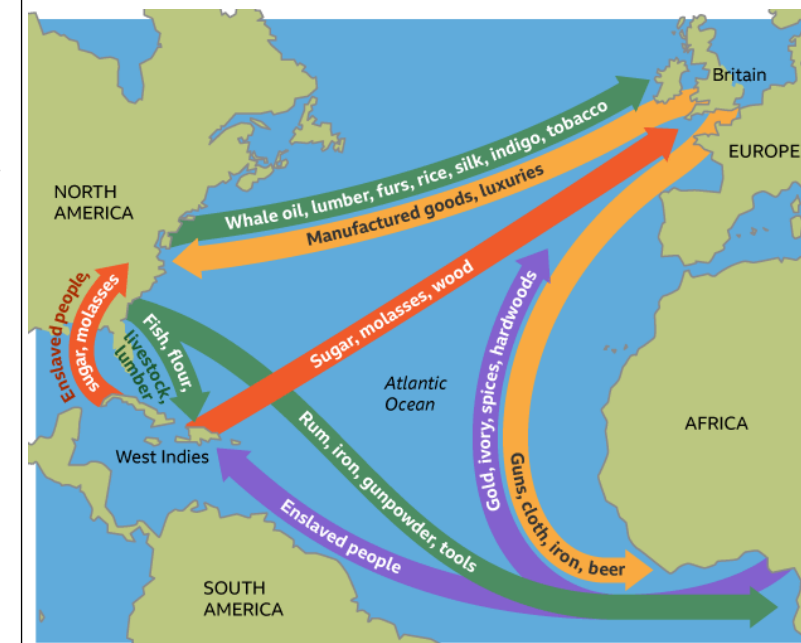 Britain
EUROPE
NORTH
AMERICA
Whale oil, lumber, furs, rice, silk, indigo, tobacco
Manufactured goods, luxuries
Enslaved people,
sugar, molasses
Fish, flour,
livestock,
lumber
Sugar, molasses, wood
Gold, ivory, spices, hardwoods
Atlantic
Ocean
AFRICA
West Indies
Rum, iron, gunpowder, tools
Guns, cloth, iron, beer
Enslaved people
SOUTH
AMERICA